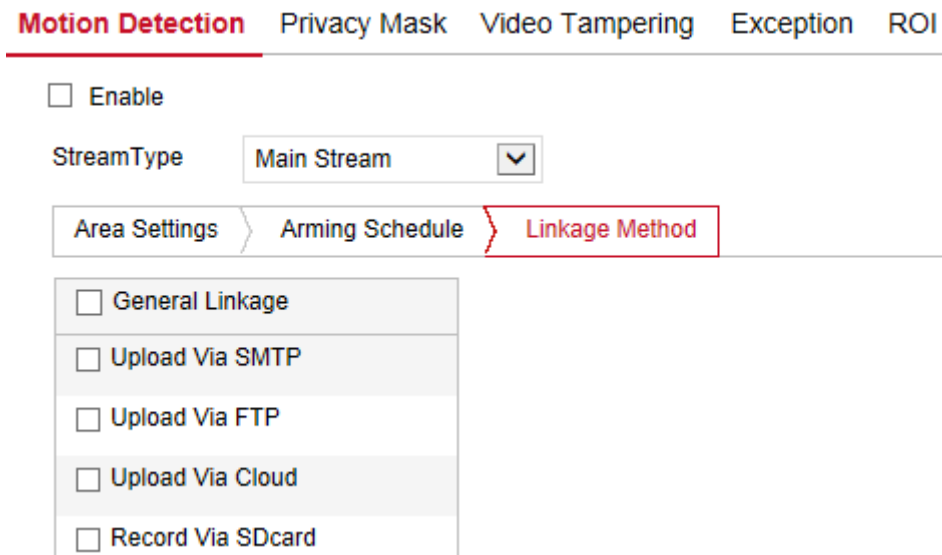 Motion Detection Privacy Mask Video Tampering Exception ROI
Enable
StreamType Main Stream
Area Settings Arming Schedule Linkage Method
General Linkage
Upload Via SMTP
Upload Via FTP
Upload Via Cloud
Record Via SDcard